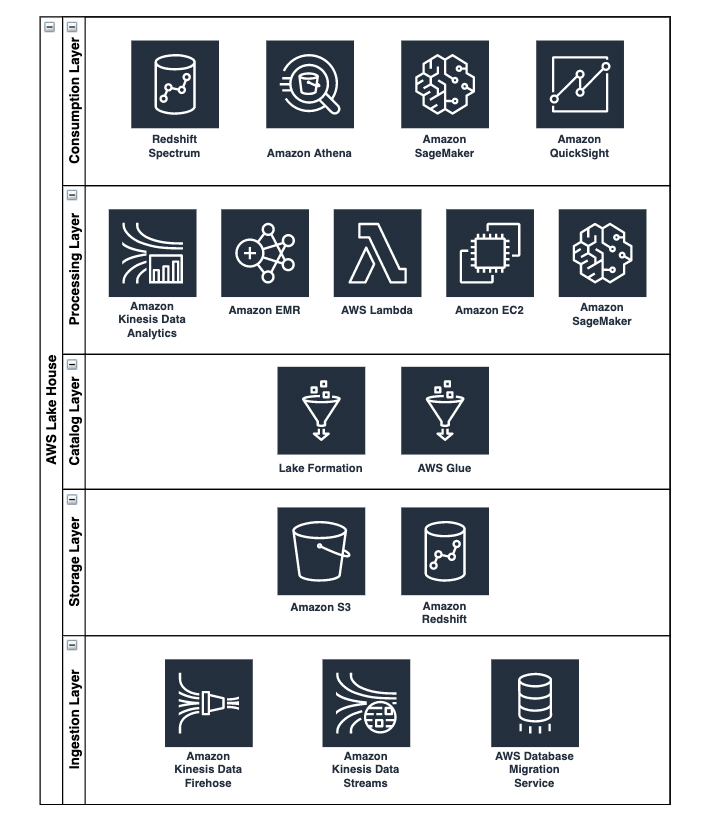 AWS Lake House
Consumption Layer
Redshift
Spectrum
Amazon Athena
Amazon
SageMaker
Amazon
QuickSight
Processing Layer
Amazon
Kinesis Data
Analytics
Amazon EMR
AWS Lambda
Amazon EC2
Amazon
SageMaker
Catalog Layer
Lake Formation
AWS Glue
Storage Layer
Amazon S3
Amazon
Redshift
Ingestion Layer
Amazon
Kinesis Data
Firehose
Amazon
Kinesis Data
Streams
AWS Database
Migration
Service